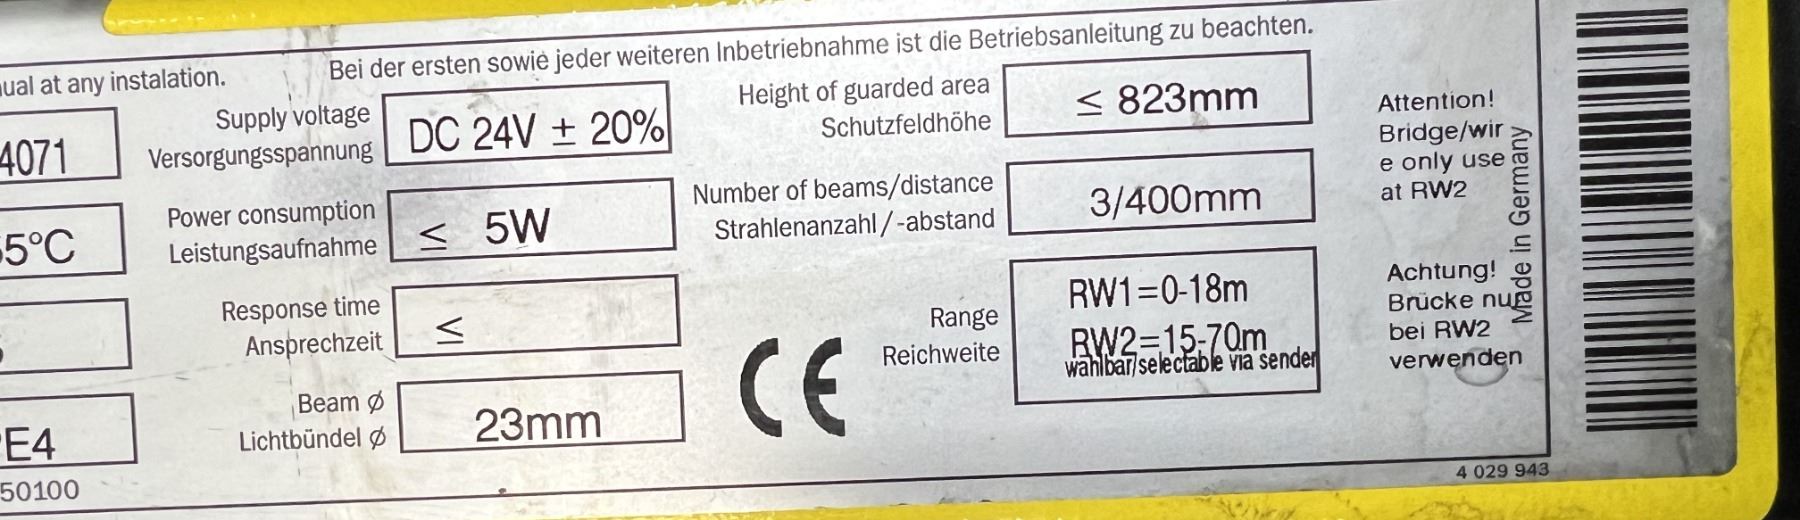 Bei der ersten sowie jeder weiteren Inbetriebnahme ist die Betriebsanleitung zu beachten.
at any instalation.
4071
5°C
E4
50100
Supply voltage
Versorgungsspannung
DC 24V ± 20%
Power consumption
Leistungsaufnahme
≤ 5W
Response time
Ansprechzeit
≤
Beam Ø
Lichtbündel Ø
23mm
Height of guarded area
Schutzfeldhöhe
≤ 823mm
Number of beams/distance
Strahlenanzahl/-abstand
3/400mm
Range
Reichweite
RW1=0-18m
RW2=15-70m
wählbar/selectable via sender
CE
Attention!
Bridge/wir
e only use
at RW2
Achtung!
Brücke nur
bei RW2
verwenden
Made in Germany
4 029 943